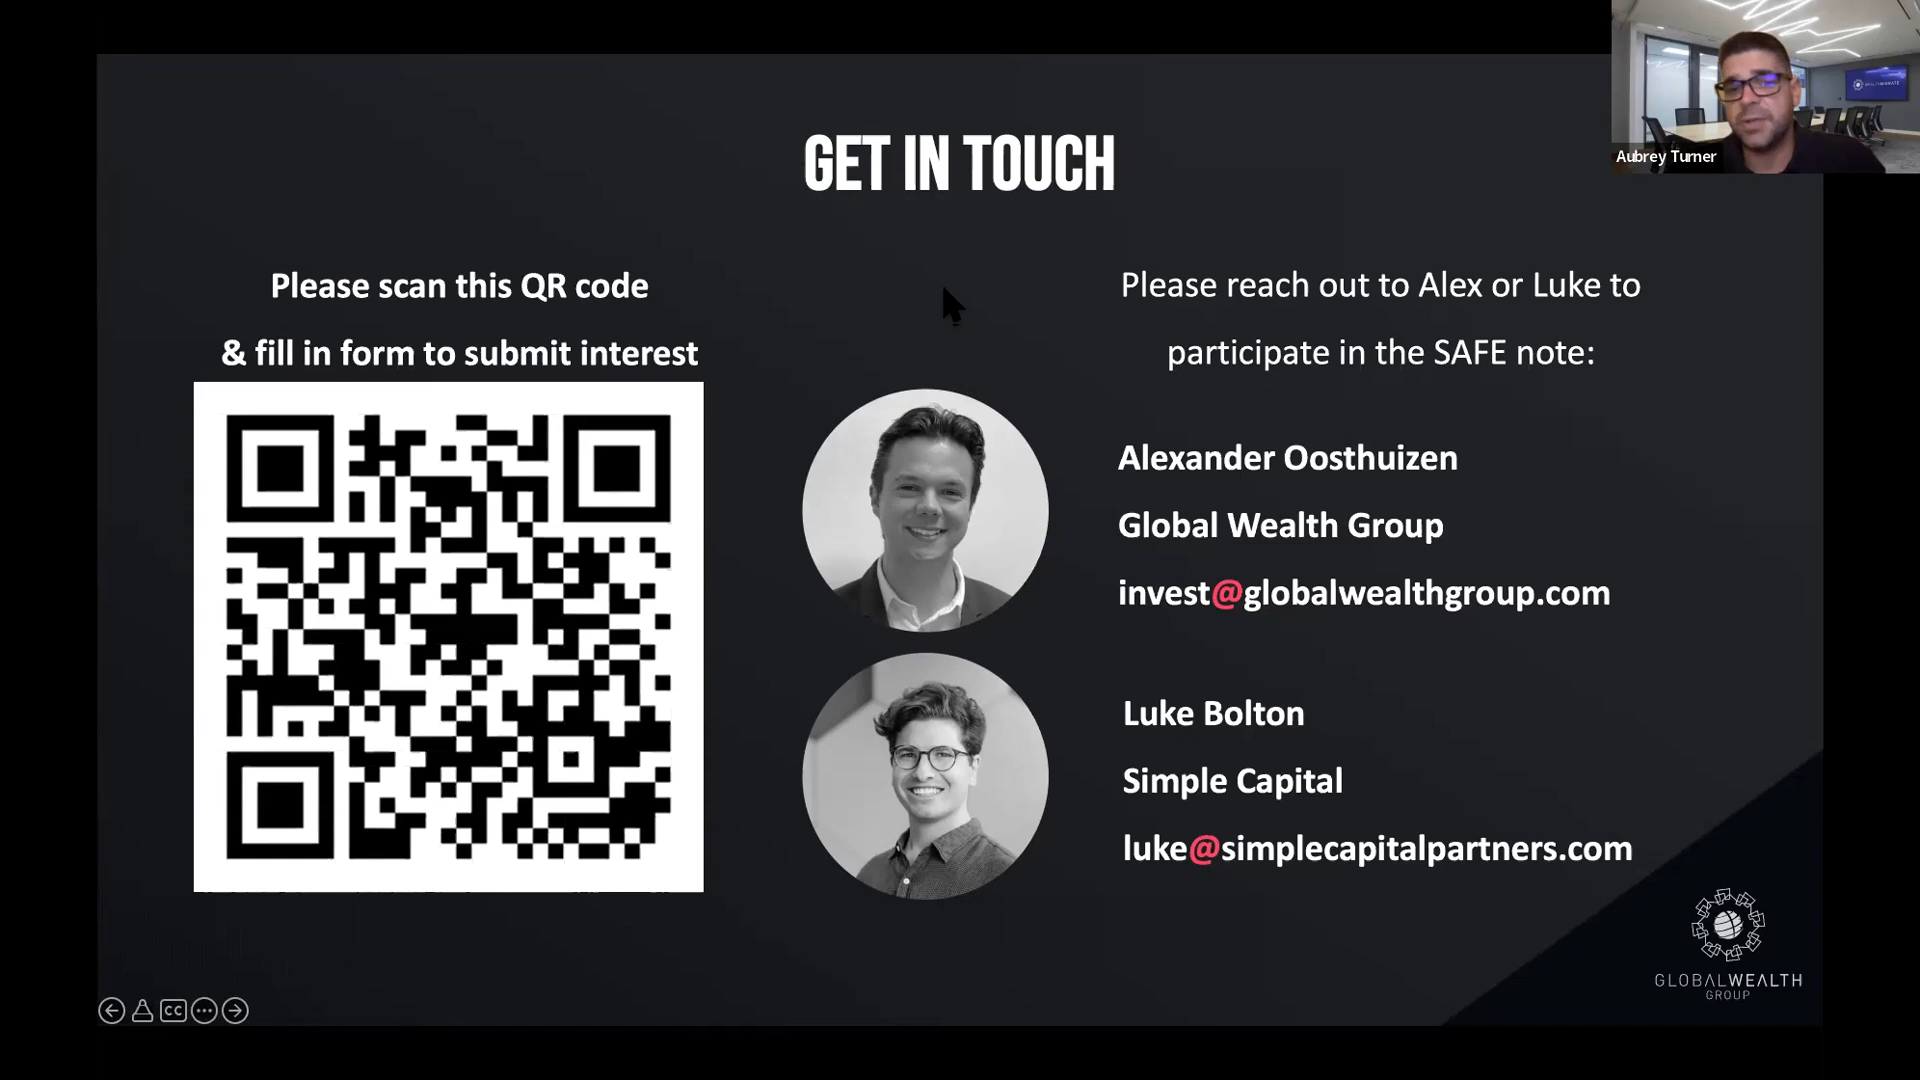 GET IN TOUCH
Aubrey Turner
Please scan this QR code
& fill in form to submit interest
Please reach out to Alex or Luke to
participate in the SAFE note:
Alexander Oosthuizen
Global Wealth Group
invest@globalwealthgroup.com
Luke Bolton
Simple Capital
luke@simplecapitalpartners.com
GLOBALWEALTH
GROUP
CC